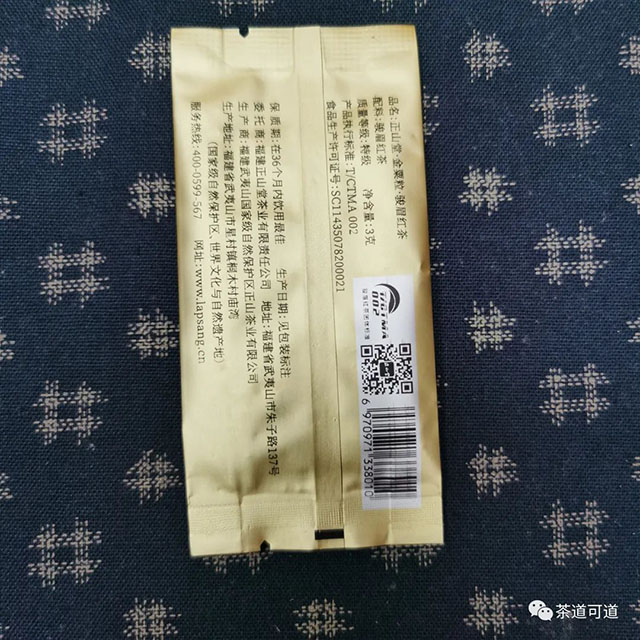 品名:正山堂·金粟粒·骏眉红茶
配料:骏眉红茶
质量等级:特级 净含量:3克
产品执行标准:T/CTMA 002
食品生产许可证号:SC11435078200021
保质期:在36个月内饮用最佳 生产日期:见包装标注
委托商:福建正山堂茶业有限责任公司 地址:福建省武夷山市朱子路137号
生产商:福建武夷山国家级自然保护区正山茶业有限公司
生产地址:福建省武夷山市星村镇桐木村庙湾
(国家级自然保护区 世界文化与自然遗产地)
服务热线:400-0599-567 网址:www.lapsang.cn
CTMA
002
6 970971 338010
茶道可道